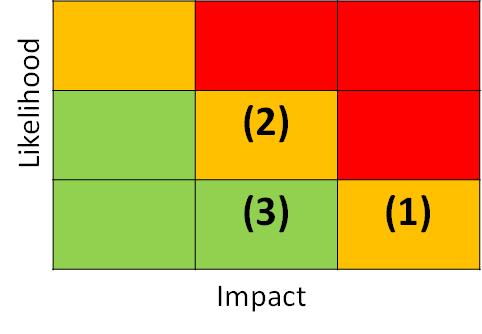 Likelihood
(2)
(3)
(1)
Impact